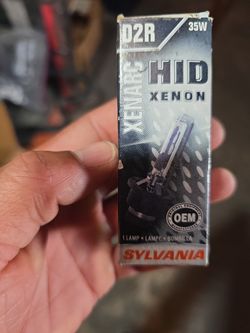 D2R
35W
XENARC
HID
XENON
OEM
1 LAMP • LAMPE • BOMBILLA
SYLVANIA